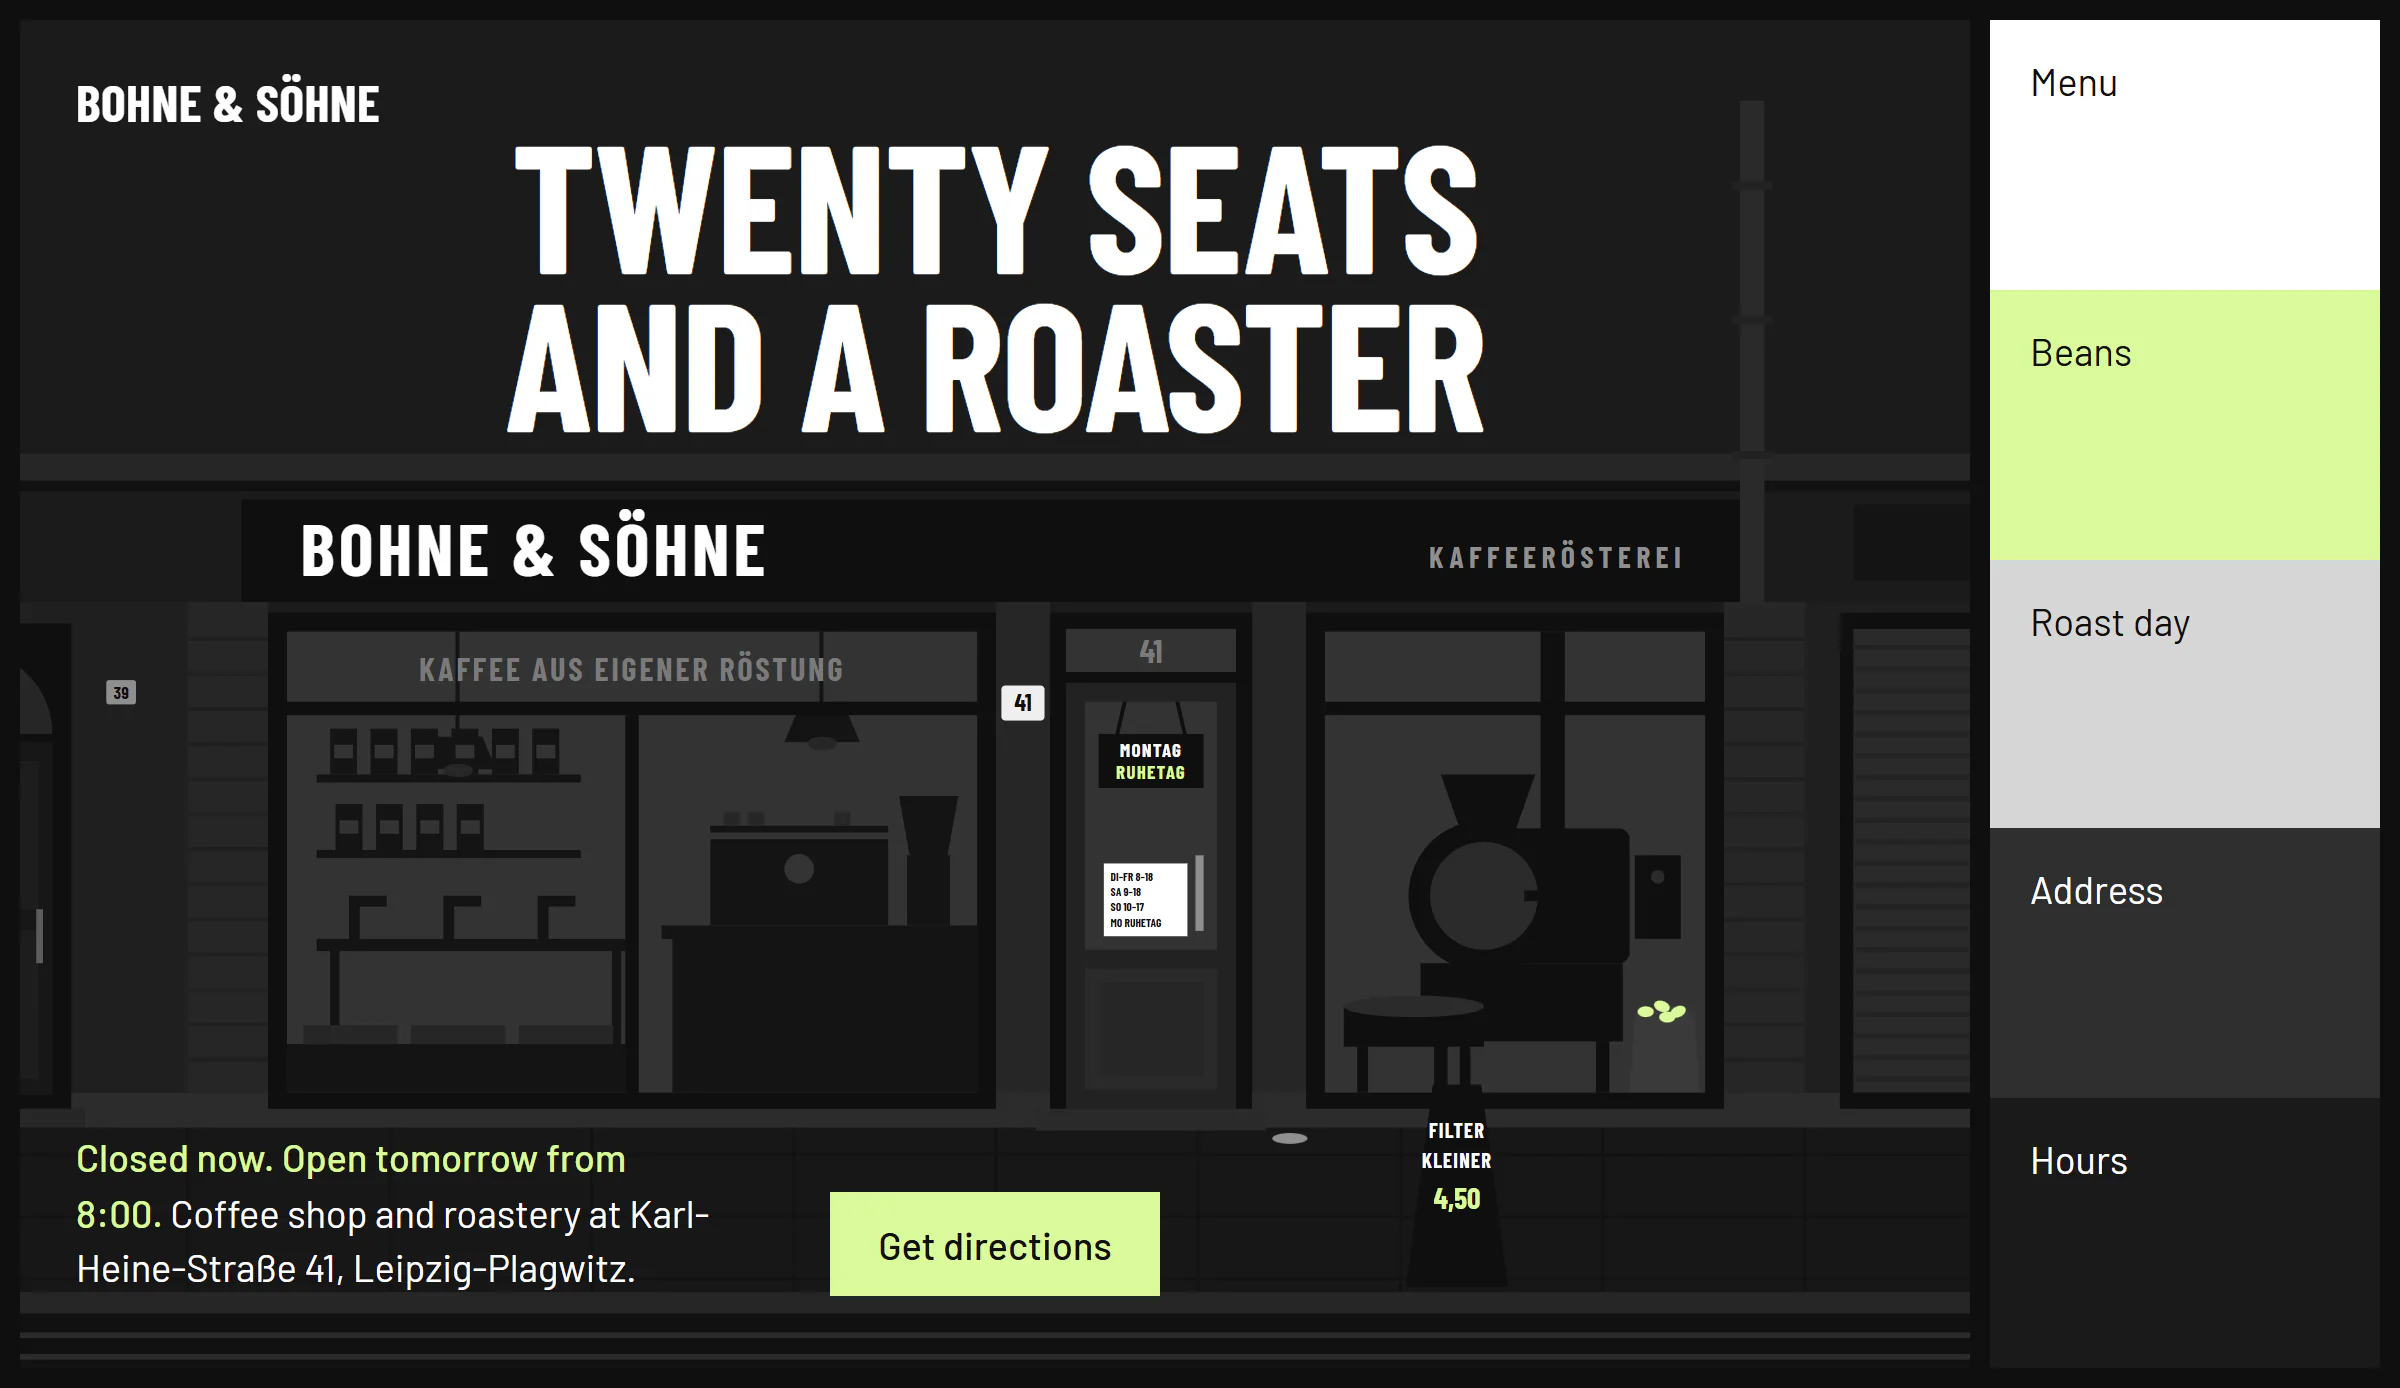 BOHNE & SÖHNE
TWENTY SEATS
AND A ROASTER
BOHNE & SÖHNE
KAFFEERÖSTEREI
KAFFEE AUS EIGENER RÖSTUNG
39
41
41
MONTAG
RUHETAG
DI–FR 8–18
SA 9–18
SO 10–17
MO RUHETAG
FILTER
KLEINER
4,50
Closed now. Open tomorrow from
8:00. Coffee shop and roastery at Karl-
Heine-Straße 41, Leipzig-Plagwitz.
Get directions
Menu
Beans
Roast day
Address
Hours